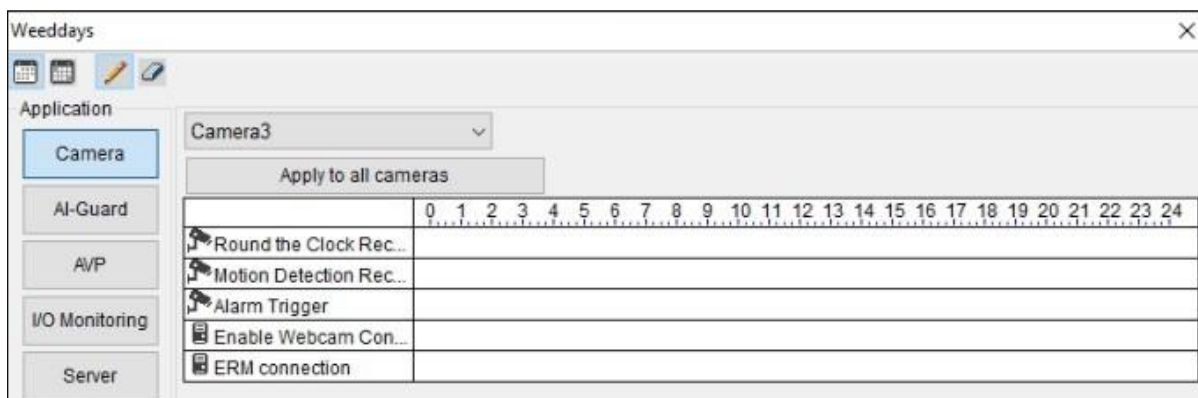 Weeddays
Application
Camera
AI-Guard
AVP
I/O Monitoring
Server
Camera3
Apply to all cameras
0 1 2 3 4 5 6 7 8 9 10 11 12 13 14 15 16 17 18 19 20 21 22 23 24
Round the Clock Rec...
Motion Detection Rec...
Alarm Trigger
Enable Webcam Con...
ERM connection